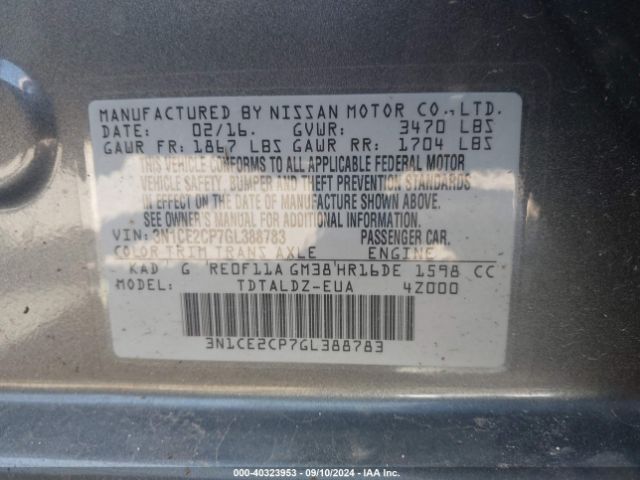 MANUFACTURED BY NISSAN MOTOR CO., LTD.
DATE: 02/16. GVWR: 3470 LBS
GAWR FR: 1867 LBS GAWR RR: 1704 LBS
THIS VEHICLE CONFORMS TO ALL APPLICABLE FEDERAL MOTOR
VEHICLE SAFETY, BUMPER AND THEFT PREVENTION STANDARDS
IN EFFECT ON THE DATE OF MANUFACTURE SHOWN ABOVE.
SEE OWNER'S MANUAL FOR ADDITIONAL INFORMATION.
VIN: 3N1CE2CP7GL388783 PASSENGER CAR.
COLOR TRIM TRANS AXLE ENGINE
KAD G RE0F11A GM38 HR16DE 1598 CC
MODEL: TDTALDZ-EUA 4Z000
3N1CE2CP7GL388783
000-40323953 - 09/10/2024 - IAA Inc.